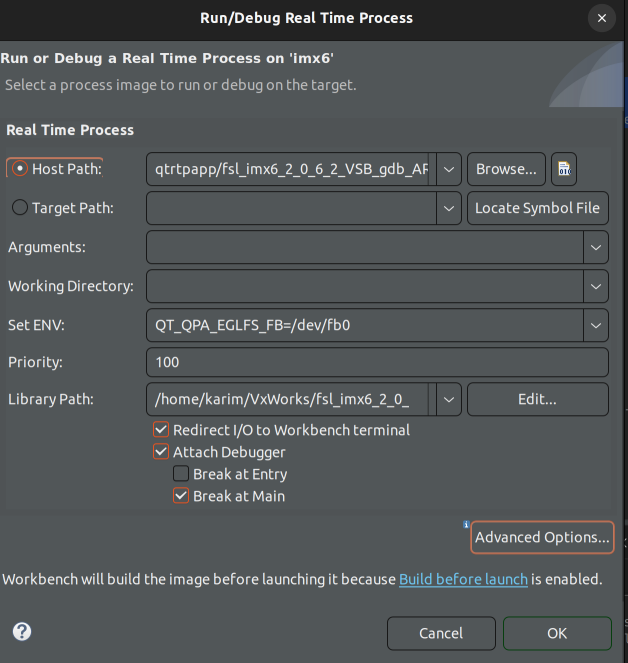 Run/Debug Real Time Process
Run or Debug a Real Time Process on 'imx6'
Select a process image to run or debug on the target.
Real Time Process
Host Path: qtrtpapp/fsl_imx6_2_0_6_2_VSB_gdb_AR Browse... 010
Target Path: Locate Symbol File
Arguments:
Working Directory:
Set ENV: QT_QPA_EGLFS_FB=/dev/fb0
Priority: 100
Library Path: /home/karim/VxWorks/fsl_imx6_2_0_ Edit...
Redirect I/O to Workbench terminal
Attach Debugger
Break at Entry
Break at Main
Advanced Options...
Workbench will build the image before launching it because Build before launch is enabled.
Cancel OK